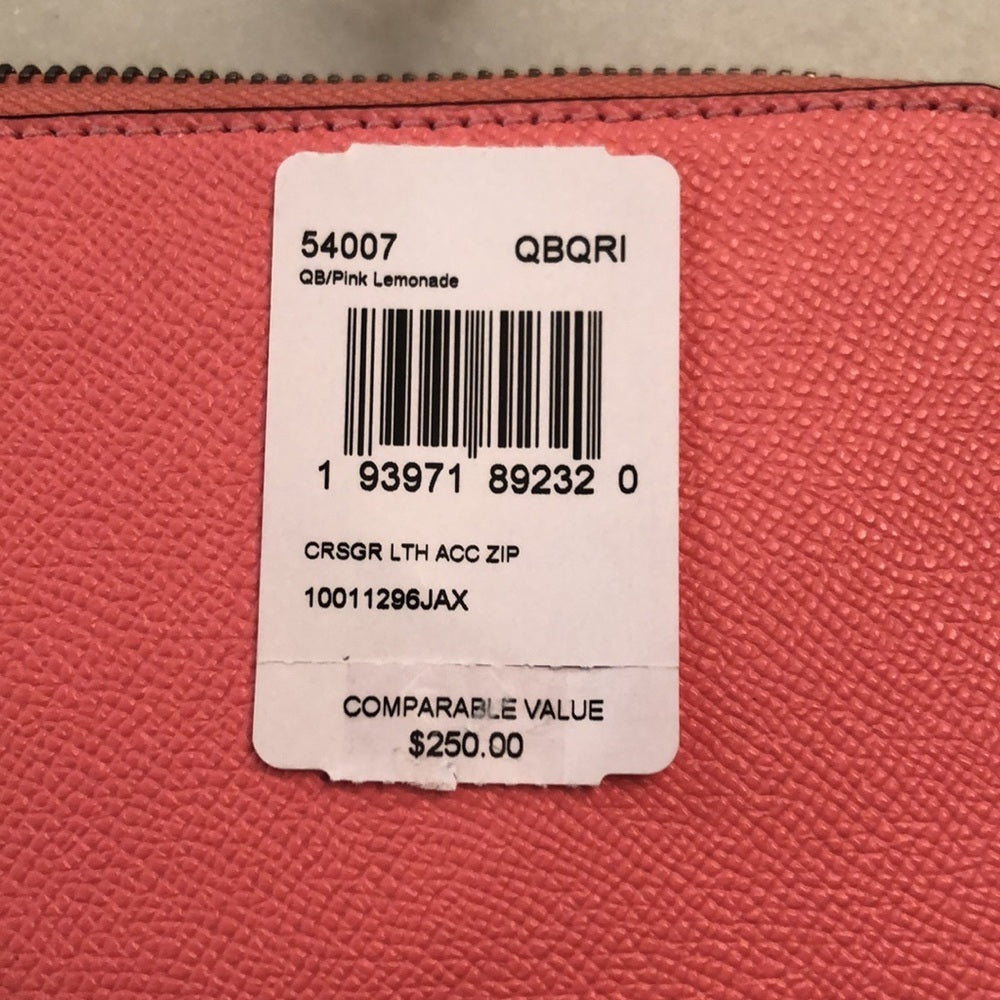 54007 QBQRI
QB/Pink Lemonade
1 93971 89232 0
CRSGR LTH ACC ZIP
10011296JAX
COMPARABLE VALUE
$250.00